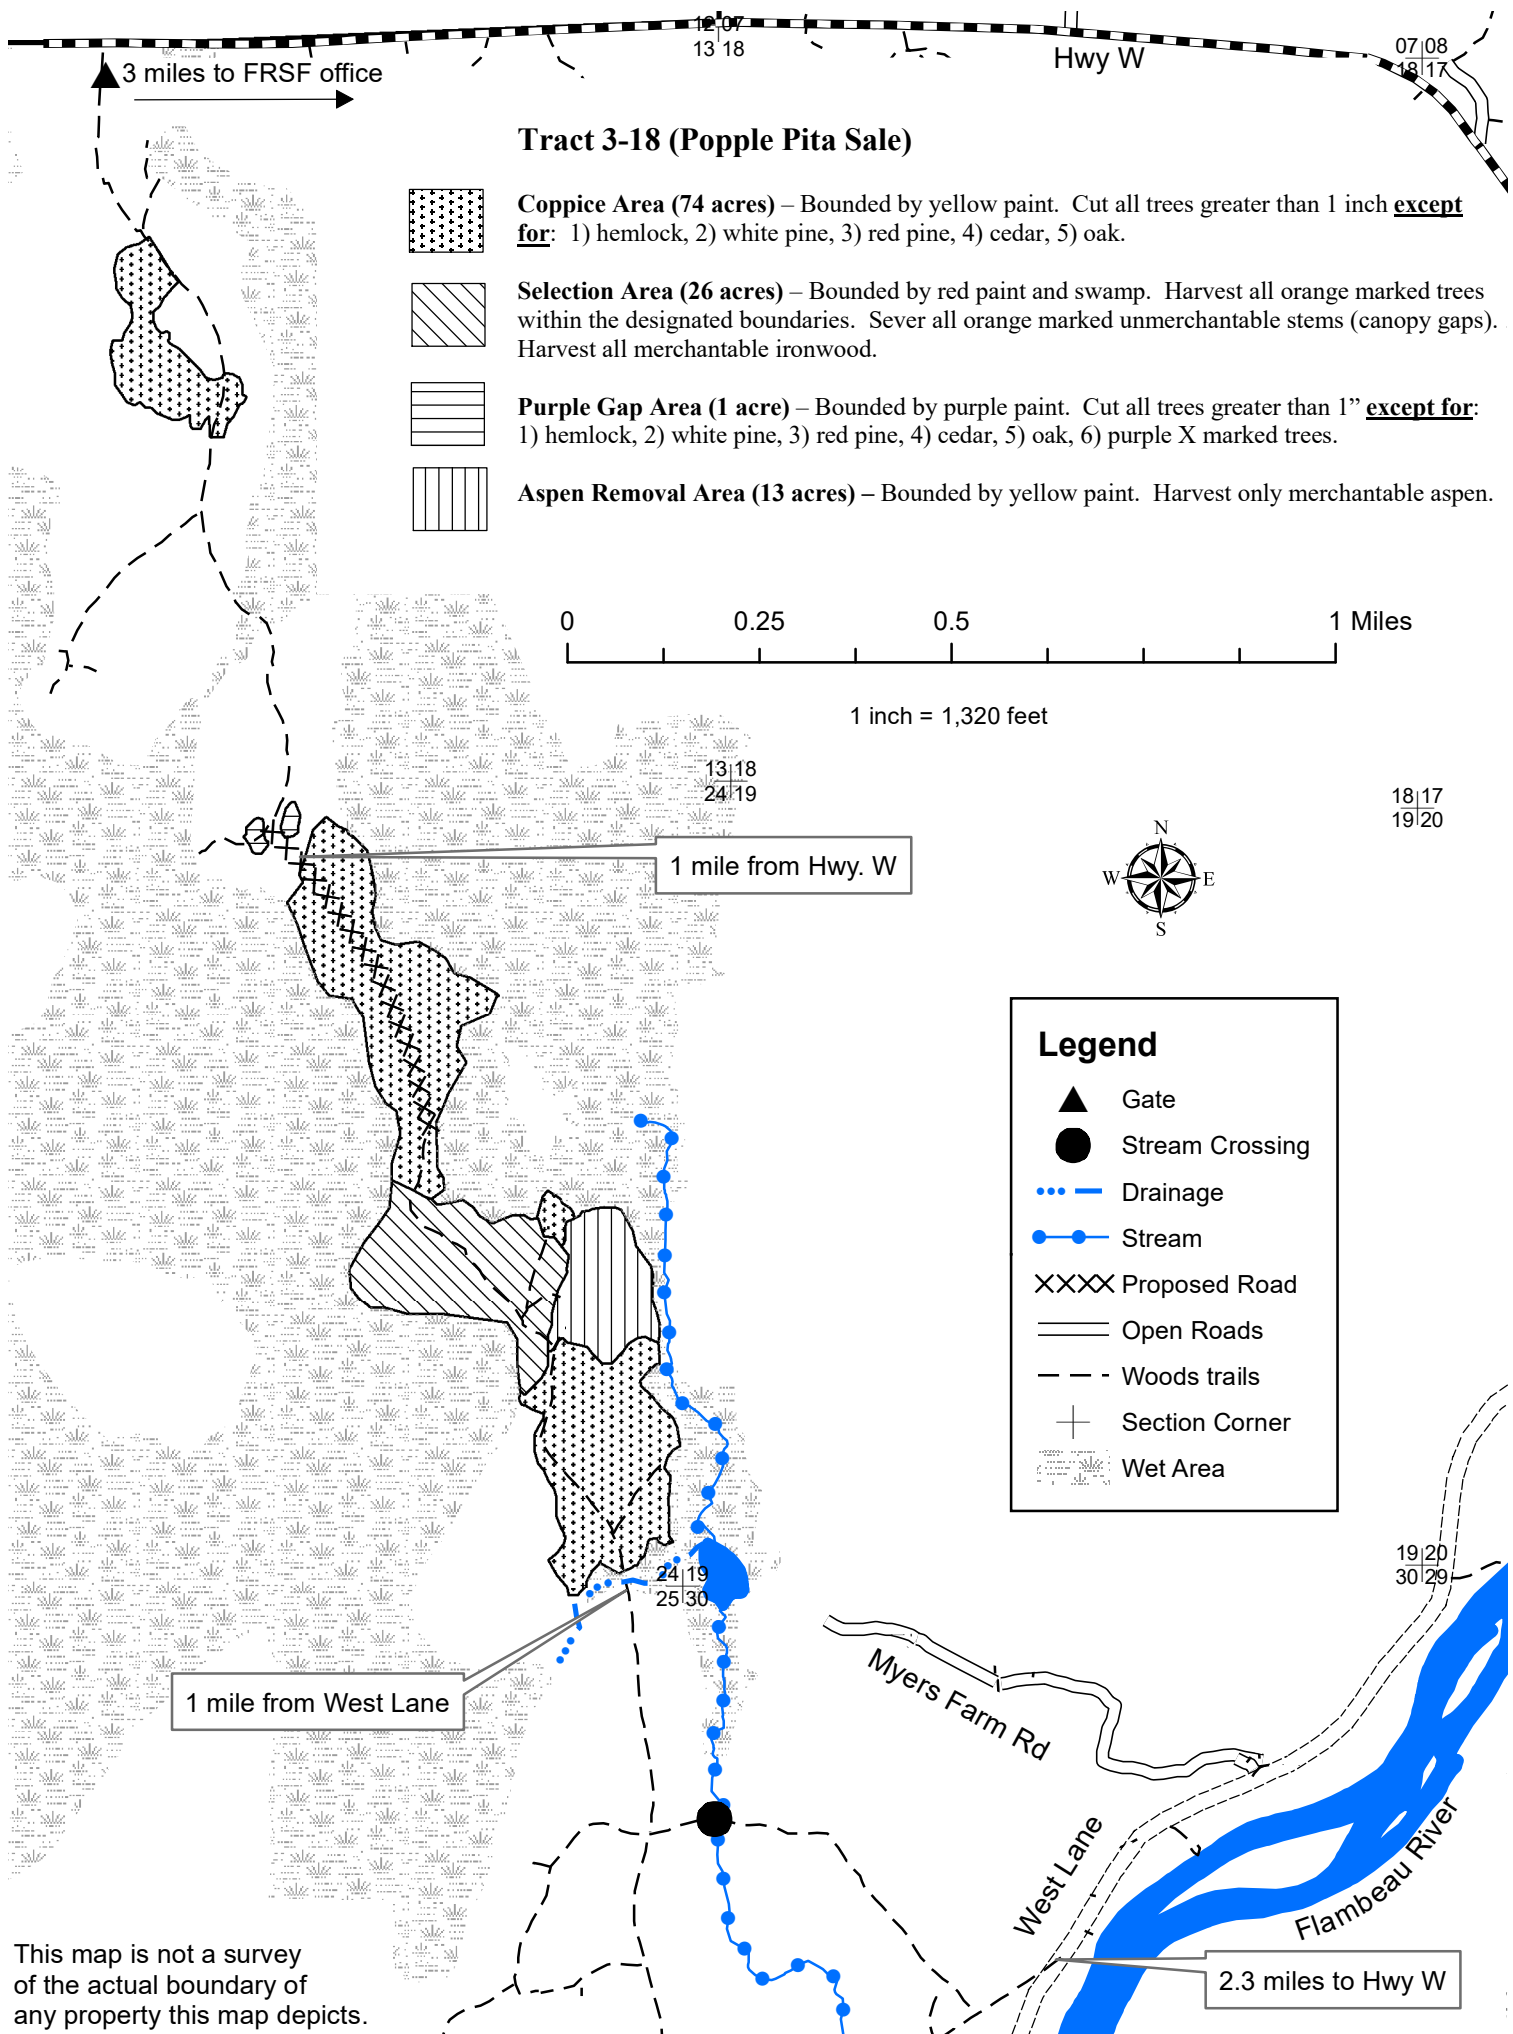 12 07
13 18
07 08
18 17
Hwy W
3 miles to FRSF office
Tract 3-18 (Popple Pita Sale)
Coppice Area (74 acres) – Bounded by yellow paint. Cut all trees greater than 1 inch except
for: 1) hemlock, 2) white pine, 3) red pine, 4) cedar, 5) oak.
Selection Area (26 acres) – Bounded by red paint and swamp. Harvest all orange marked trees
within the designated boundaries. Sever all orange marked unmerchantable stems (canopy gaps).
Harvest all merchantable ironwood.
Purple Gap Area (1 acre) – Bounded by purple paint. Cut all trees greater than 1” except for:
1) hemlock, 2) white pine, 3) red pine, 4) cedar, 5) oak, 6) purple X marked trees.
Aspen Removal Area (13 acres) – Bounded by yellow paint. Harvest only merchantable aspen.
0 0.25 0.5 1 Miles
1 inch = 1,320 feet
13 18
24 19
18 17
19 20
1 mile from Hwy. W
N
W E
S
Legend
Gate
Stream Crossing
Drainage
Stream
Proposed Road
Open Roads
Woods trails
Section Corner
Wet Area
19 20
30 29
24 19
25 30
1 mile from West Lane
Myers Farm Rd
West Lane
Flambeau River
2.3 miles to Hwy W
This map is not a survey
of the actual boundary of
any property this map depicts.